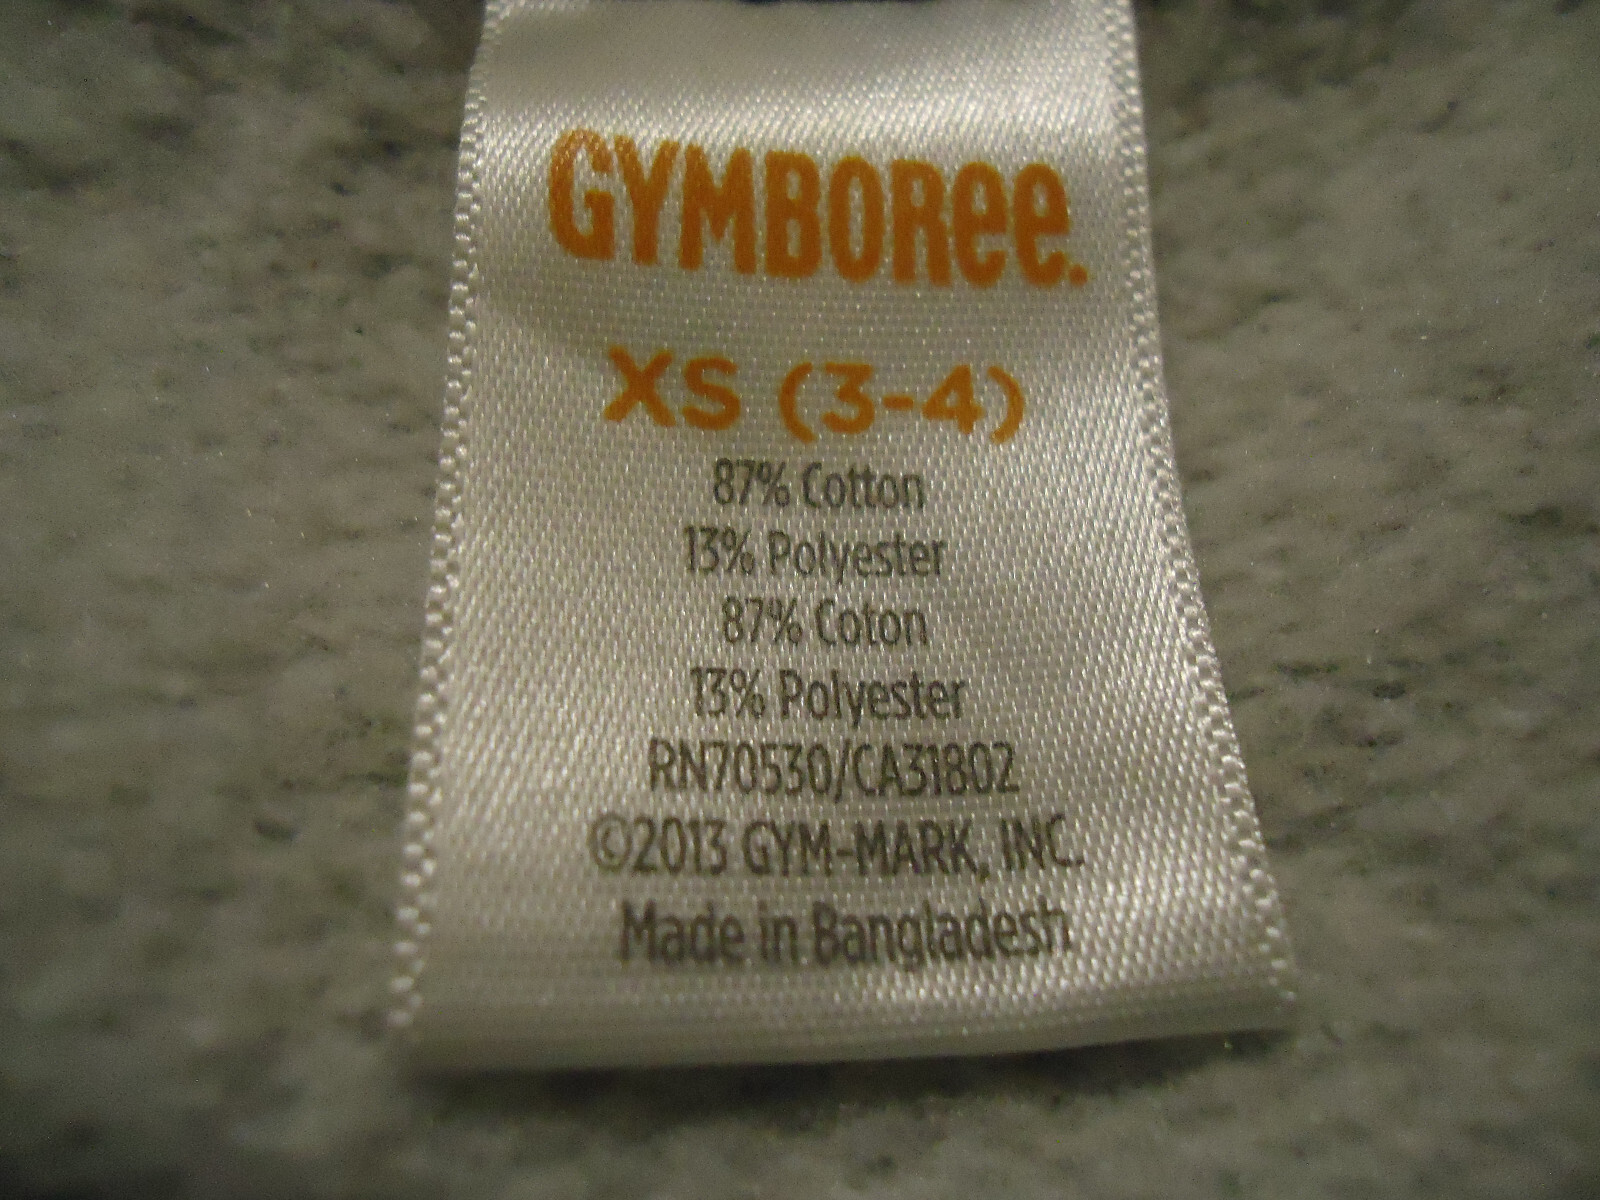 GYMBOREE.
XS (3-4)
87% Cotton
13% Polyester
87% Coton
13% Polyester
RN70530/CA31802
©2013 GYM-MARK, INC.
Made in Bangladesh